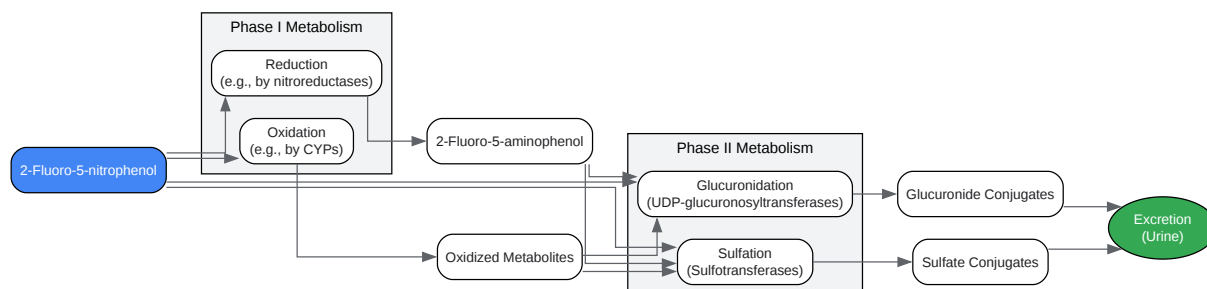 Phase I Metabolism
Reduction
(e.g., by nitroreductases)
Oxidation
(e.g., by CYPs)
2-Fluoro-5-nitrophenol
2-Fluoro-5-aminophenol
Oxidized Metabolites
Phase II Metabolism
Glucuronidation
(UDP-glucuronosyltransferases)
Sulfation
(Sulfotransferases)
Glucuronide Conjugates
Sulfate Conjugates
Excretion
(Urine)